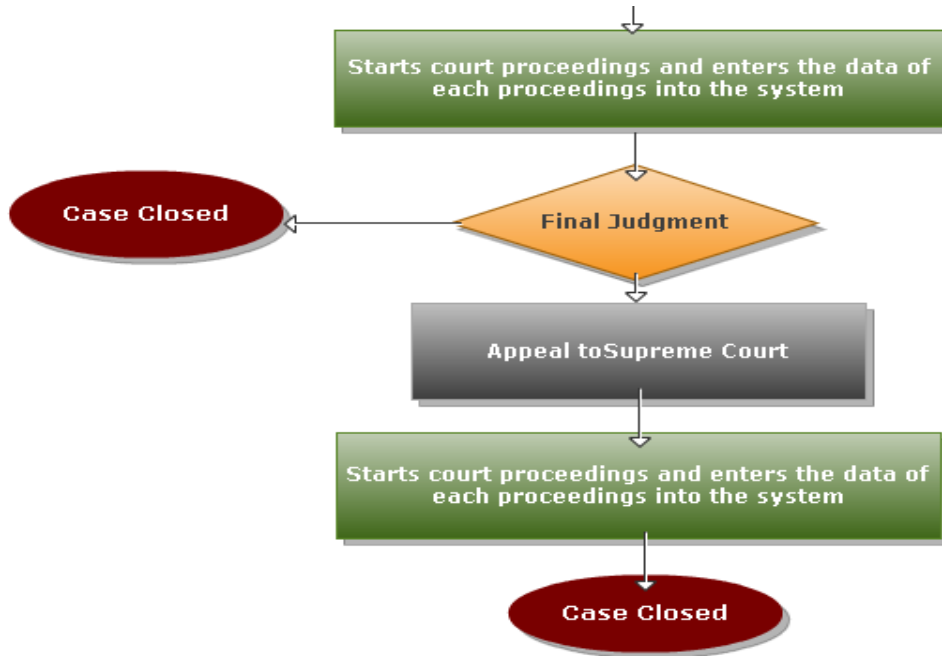 Starts court proceedings and enters the data of
each proceedings into the system
Case Closed
Final Judgment
Appeal toSupreme Court
Starts court proceedings and enters the data of
each proceedings into the system
Case Closed